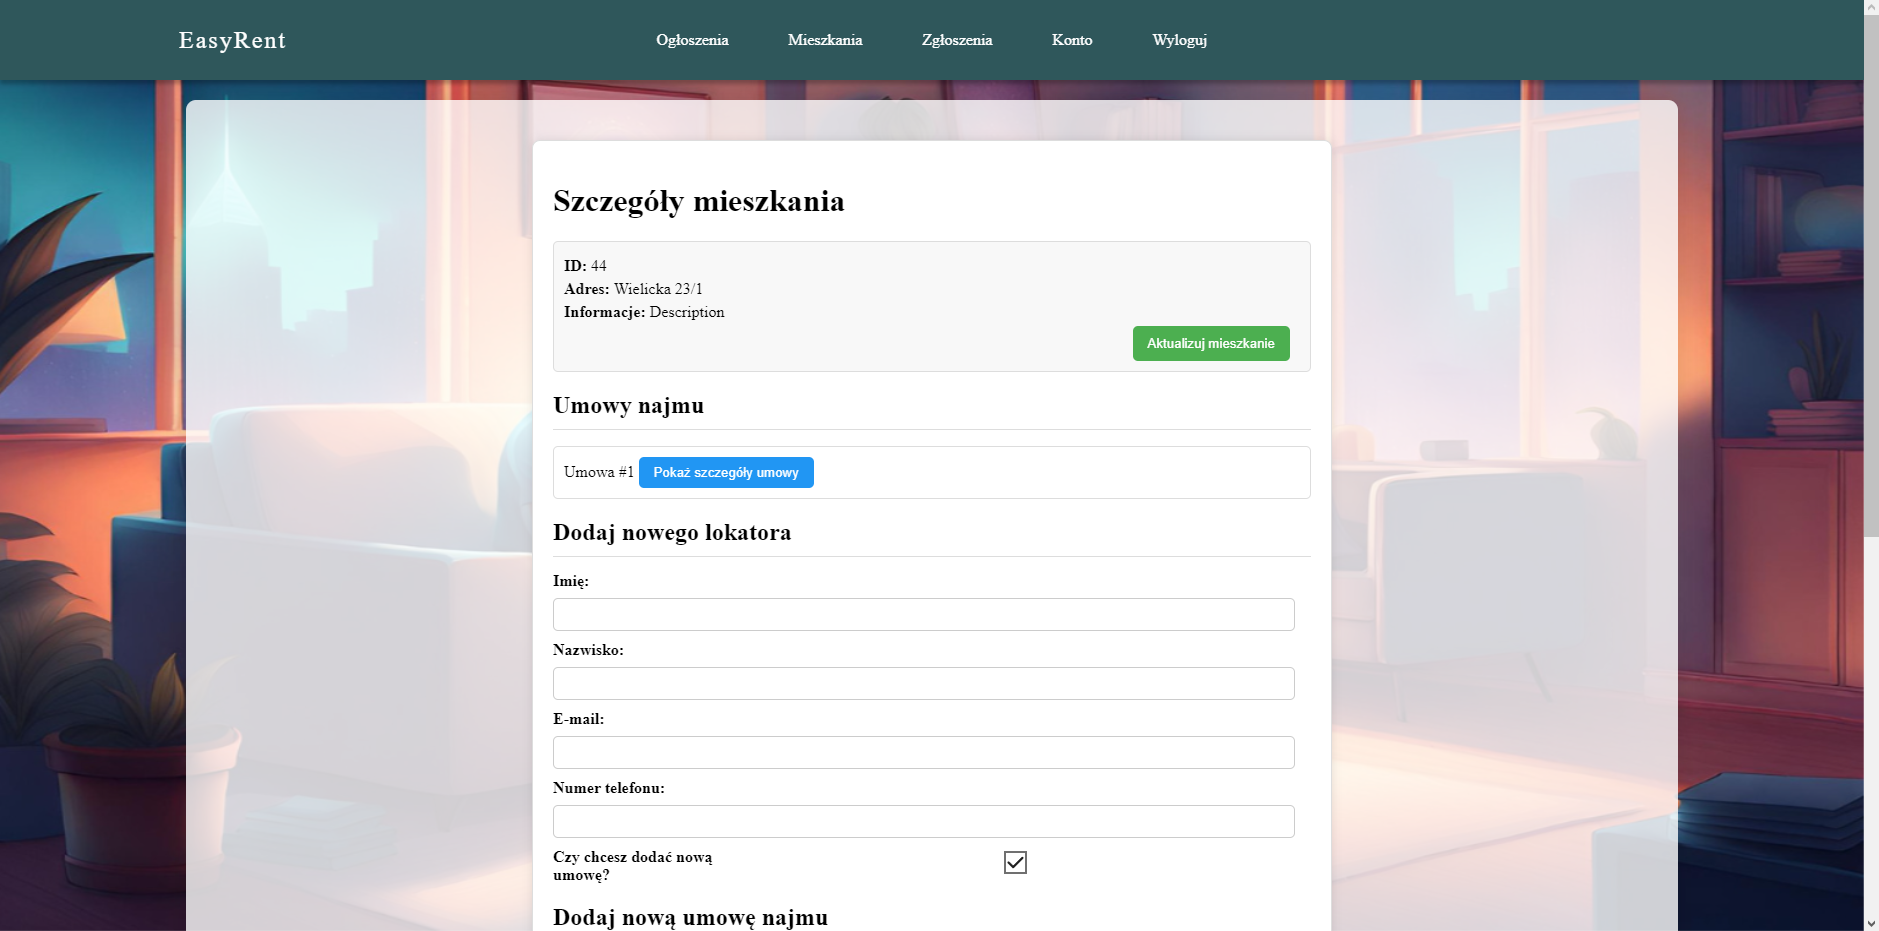 EasyRent
Ogłoszenia
Mieszkania
Zgłoszenia
Konto
Wyloguj
Szczegóły mieszkania
ID: 44
Adres: Wielicka 23/1
Informacje: Description
Aktualizuj mieszkanie
Umowy najmu
Umowa #1 Pokaż szczegóły umowy
Dodaj nowego lokatora
Imię:
Nazwisko:
E-mail:
Numer telefonu:
Czy chcesz dodać nową
umowę?
Dodaj nową umowę najmu